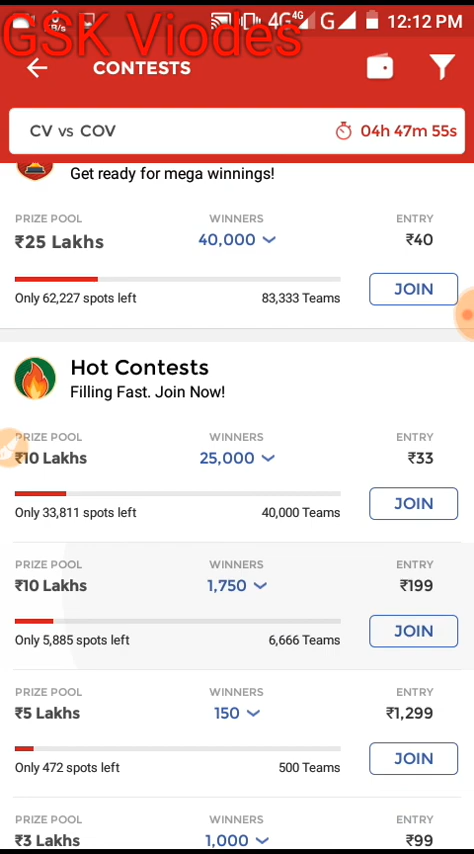 GSK Viodes
4G 4G G 12:12 PM
CONTESTS
CV vs COV 04h 47m 55s
Get ready for mega winnings!
PRIZE POOL WINNERS ENTRY
₹25 Lakhs 40,000 ₹40
JOIN
Only 62,227 spots left 83,333 Teams
Hot Contests
Filling Fast. Join Now!
PRIZE POOL WINNERS ENTRY
₹10 Lakhs 25,000 ₹33
JOIN
Only 33,811 spots left 40,000 Teams
PRIZE POOL WINNERS ENTRY
₹10 Lakhs 1,750 ₹199
JOIN
Only 5,885 spots left 6,666 Teams
PRIZE POOL WINNERS ENTRY
₹5 Lakhs 150 ₹1,299
JOIN
Only 472 spots left 500 Teams
PRIZE POOL WINNERS ENTRY
₹3 Lakhs 1,000 ₹99